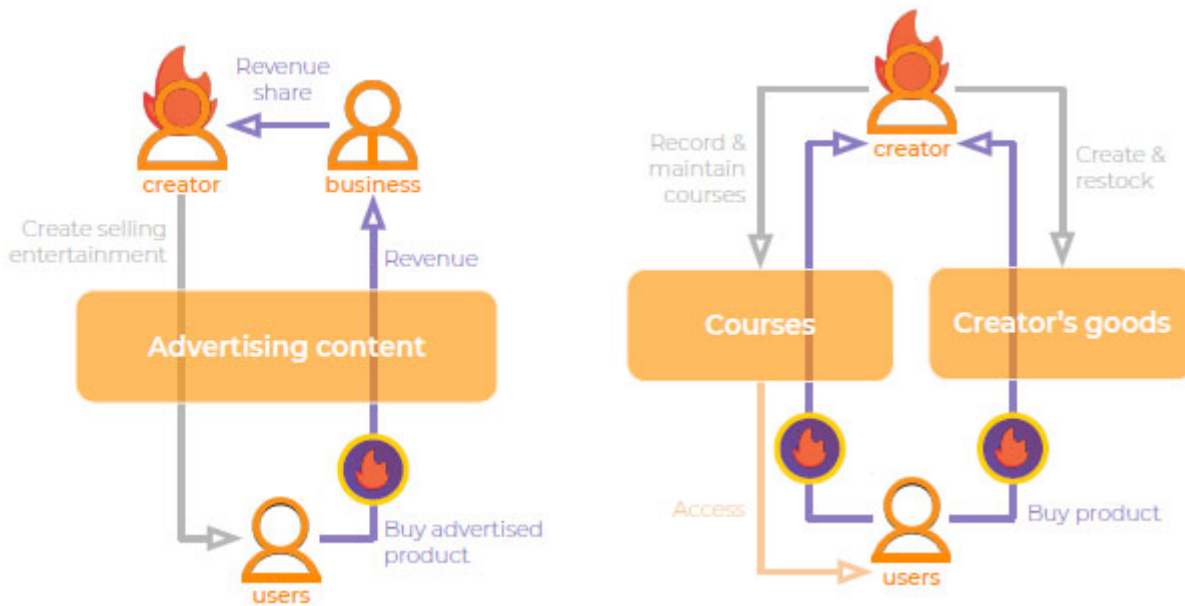 Revenue
share
creator
business
Create selling
entertainment
Revenue
Advertising content
Buy advertised
product
users
creator
Record &
maintain
courses
Create &
restock
Courses
Creator's goods
Access
Buy product
users